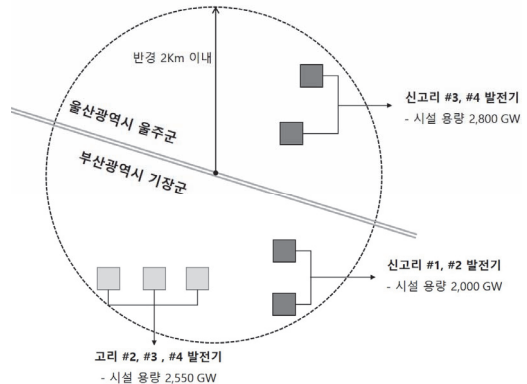 반경 2Km 이내
신고리 #3, #4 발전기
- 시설 용량 2,800 GW
울산광역시 울주군
부산광역시 기장군
신고리 #1, #2 발전기
- 시설 용량 2,000 GW
고리 #2, #3 , #4 발전기
- 시설 용량 2,550 GW